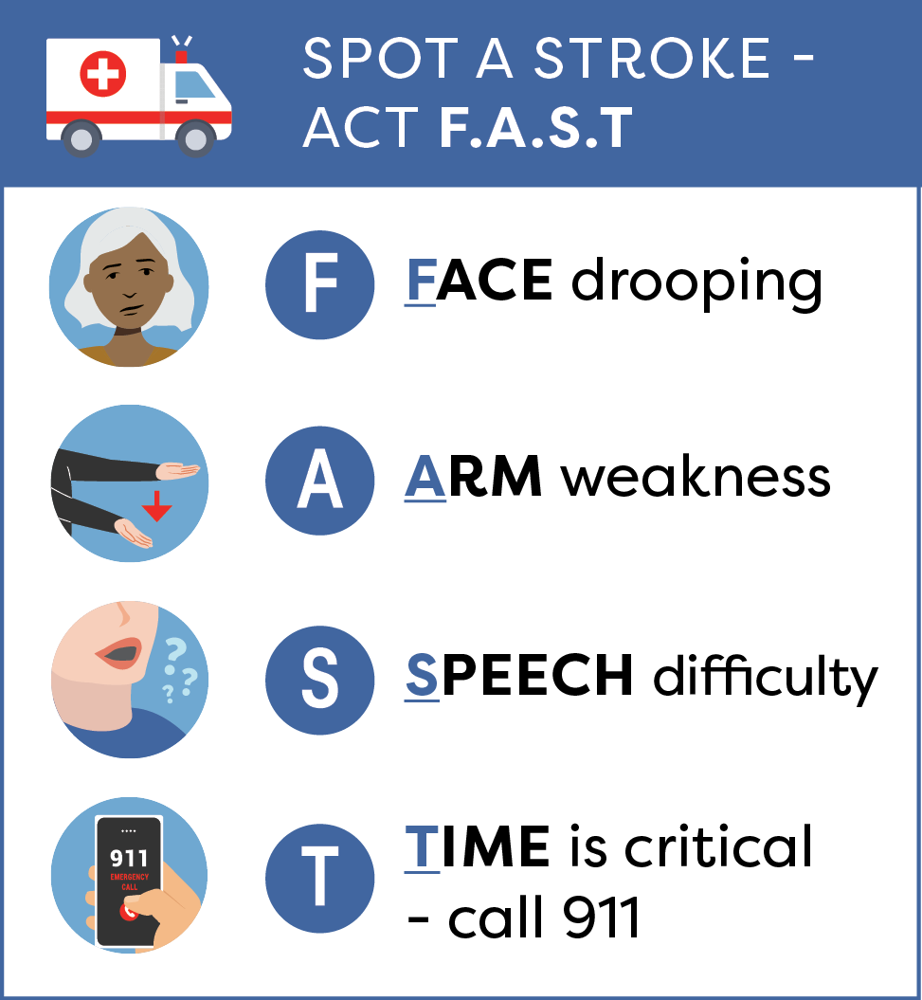 SPOT A STROKE -
ACT F.A.S.T
F
FACE drooping
A
ARM weakness
S
SPEECH difficulty
???
911
EMERGENCY
CALL
T
TIME is critical
- call 911